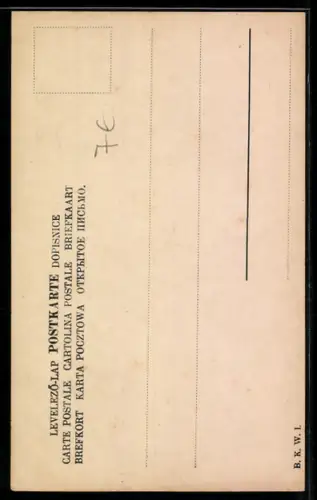 LEVELEZŐ-LAP POSTKARTE DOPISNICE
CARTE POSTALE CARTOLINA POSTALE BRIEFKAART
BREFKORT KARTA POCZTOWA ОТКРЫТОЕ ПИСЬМО.
7€
B. K. W. I.